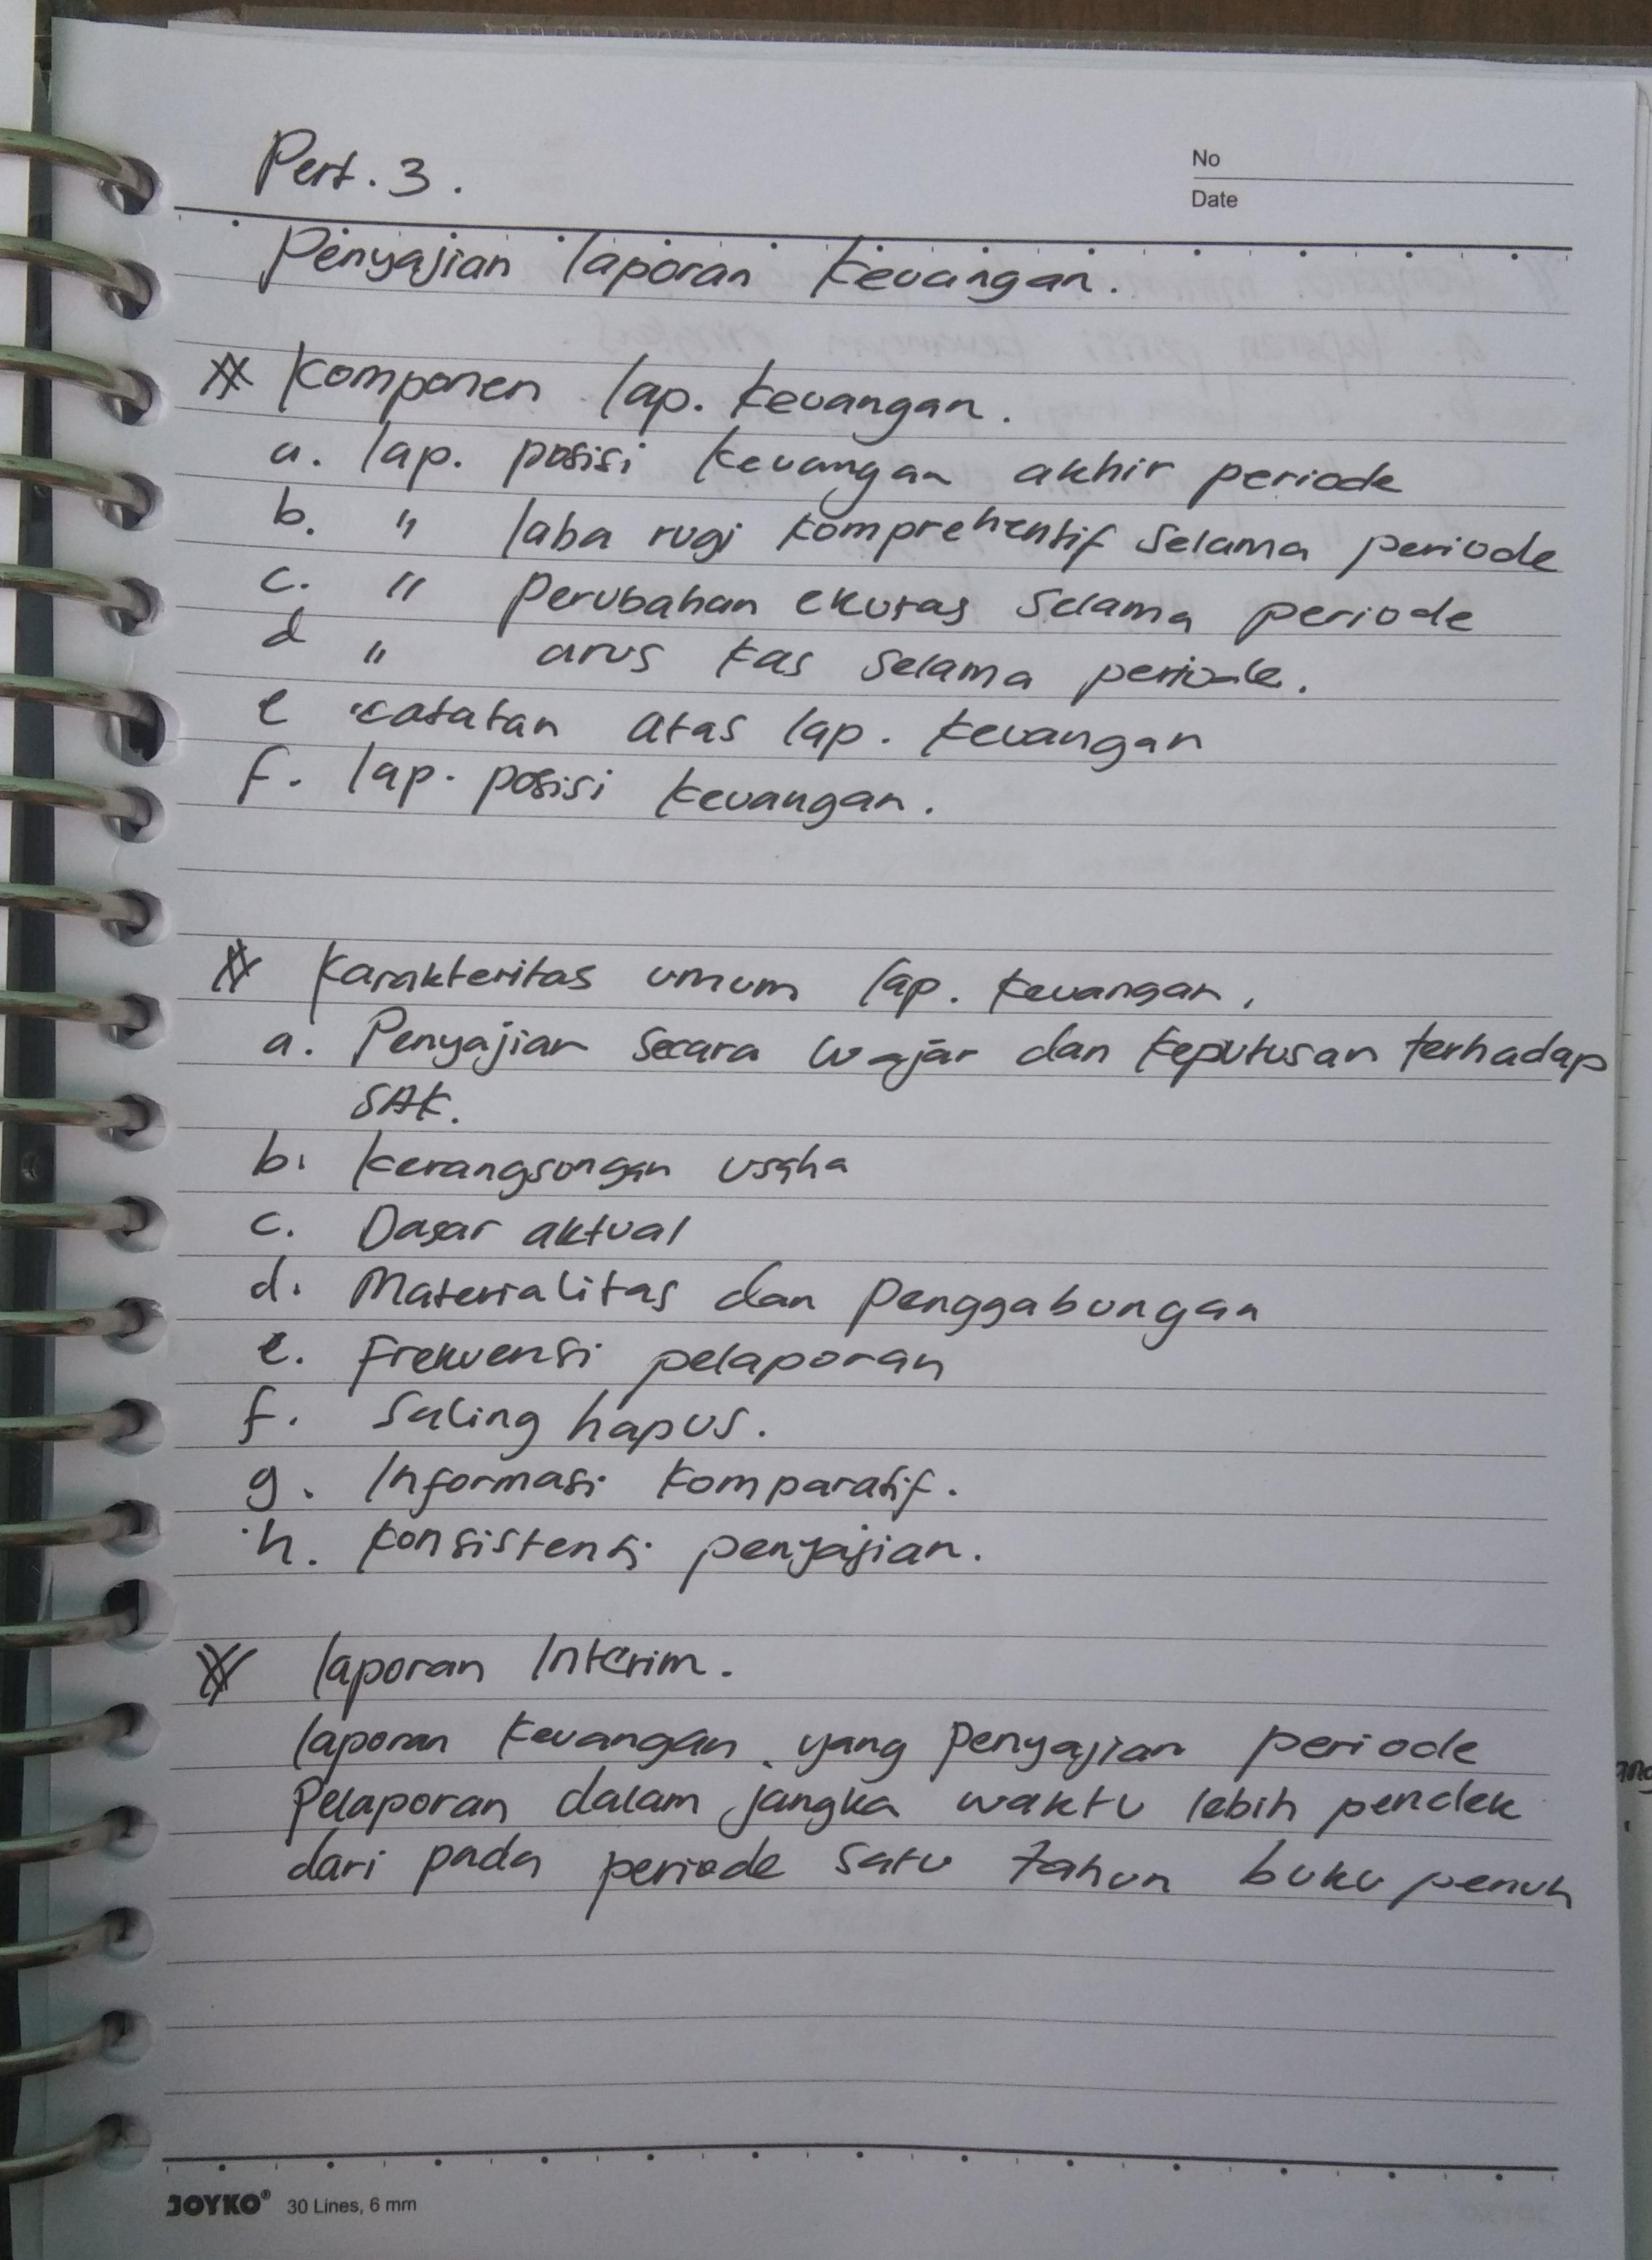 Pert. 3.
No
Date
Penyajian laporan keuangan.
# Komponen lap. keuangan.
a. lap. posisi keuangan akhir periode
b. " laba rugi komprehentif selama periode
c. " perubahan ekutas selama periode
d " arus kas selama periode.
e catatan atas lap. keuangan
f. lap. posisi keuangan.
# Karakteritas umum lap. keuangan.
a. Penyajian secara wajar dan keputusan terhadap
SAK.
b. kerangsongan usaha
c. Dasar aktual
d. Materialitas dan penggabungan
e. frekuensi pelaporan
f. Saling hapus.
g. Informasi komparatif.
h. konsistensi penyajian.
# laporan Interim.
laporan keuangan yang penyajian periode
pelaporan dalam jangka waktu lebih pendek
dari pada periode satu tahun buku penuh
JOYKO® 30 Lines, 6 mm